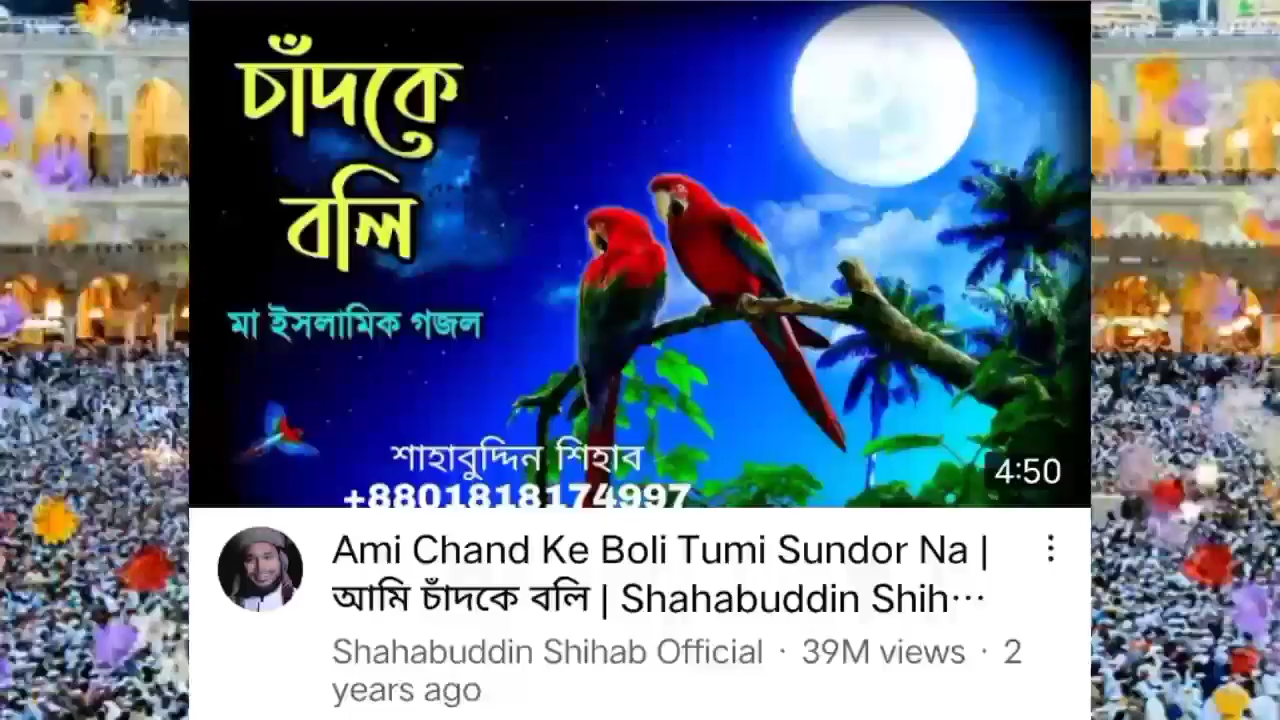 চাঁদকে
বলি
মা ইসলামিক গজল
শাহাবুদ্দিন শিহাব
+8801818174997
4:50
Ami Chand Ke Boli Tumi Sundor Na |
আমি চাঁদকে বলি | Shahabuddin Shih...
Shahabuddin Shihab Official · 39M views · 2
years ago